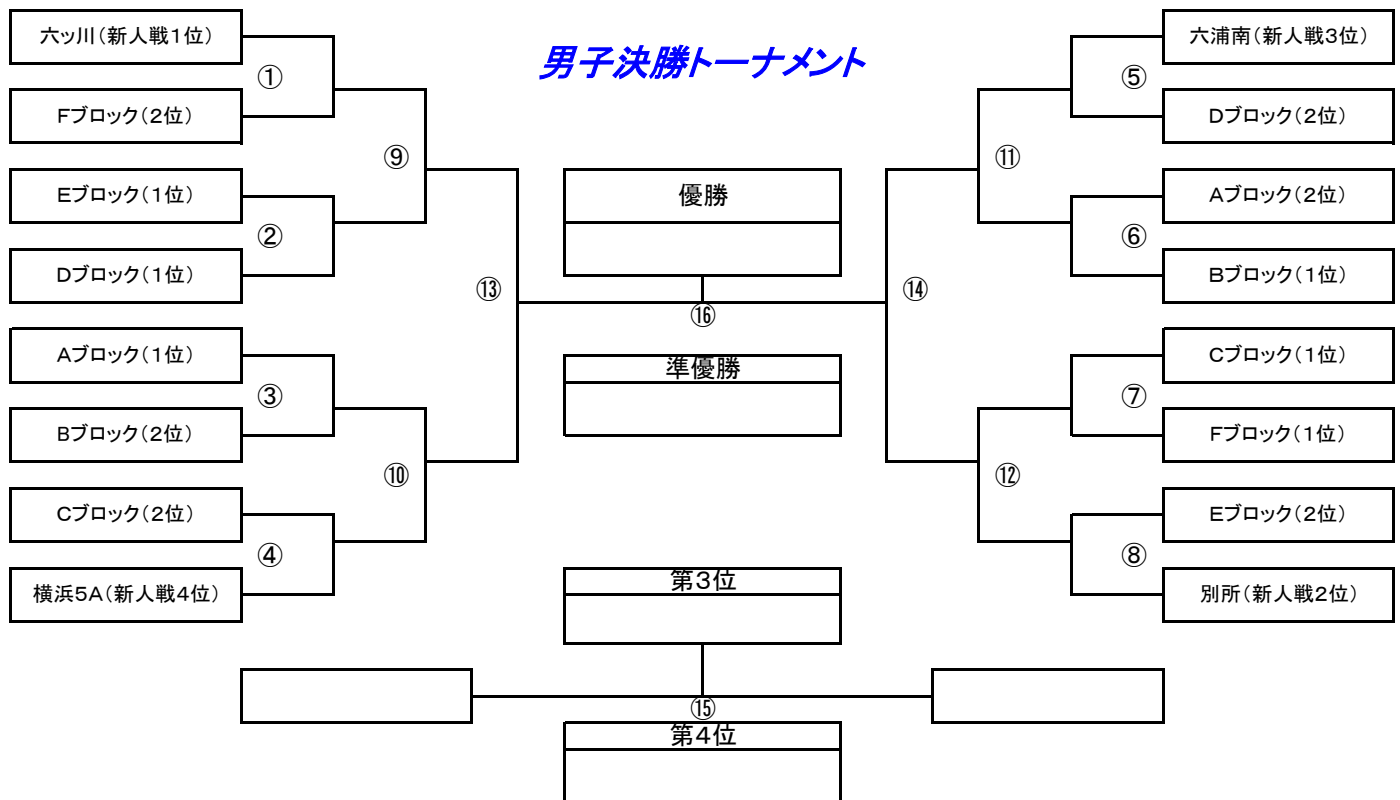 男子決勝トーナメント
六ッ川(新人戦1位)
①
Fブロック(2位)
⑨
Eブロック(1位)
②
Dブロック(1位)
⑬
Aブロック(1位)
③
Bブロック(2位)
⑩
Cブロック(2位)
④
横浜5A(新人戦4位)
優勝
⑯
準優勝
第3位
⑮
第4位
六浦南(新人戦3位)
⑤
Dブロック(2位)
⑪
Aブロック(2位)
⑥
Bブロック(1位)
⑭
Cブロック(1位)
⑦
Fブロック(1位)
⑫
Eブロック(2位)
⑧
別所(新人戦2位)